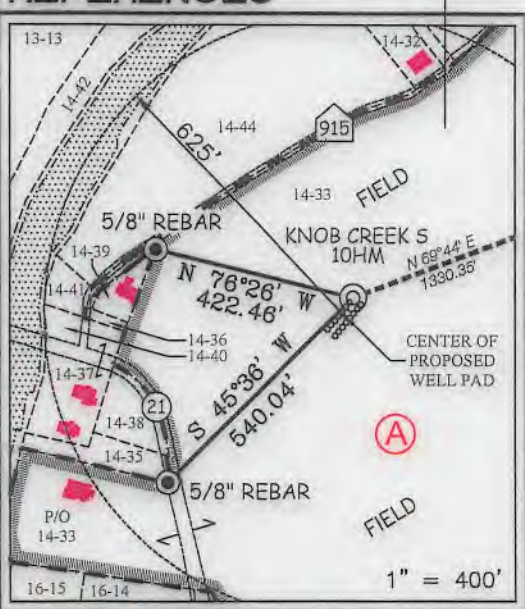 REFERENCES
13-13
14-42
14-32
625'
14-44
915
14-33
FIELD
5/8" REBAR
KNOB CREEK S
10HM
N 69°44' E
1330.35'
14-39
14-41
N 76°26' W
422.46'
14-36
14-40
CENTER OF
PROPOSED
WELL PAD
14-37
S 45°36' W
540.04'
21
14-38
A
14-35
5/8" REBAR
P/O
14-33
FIELD
16-15
16-14
1" = 400'